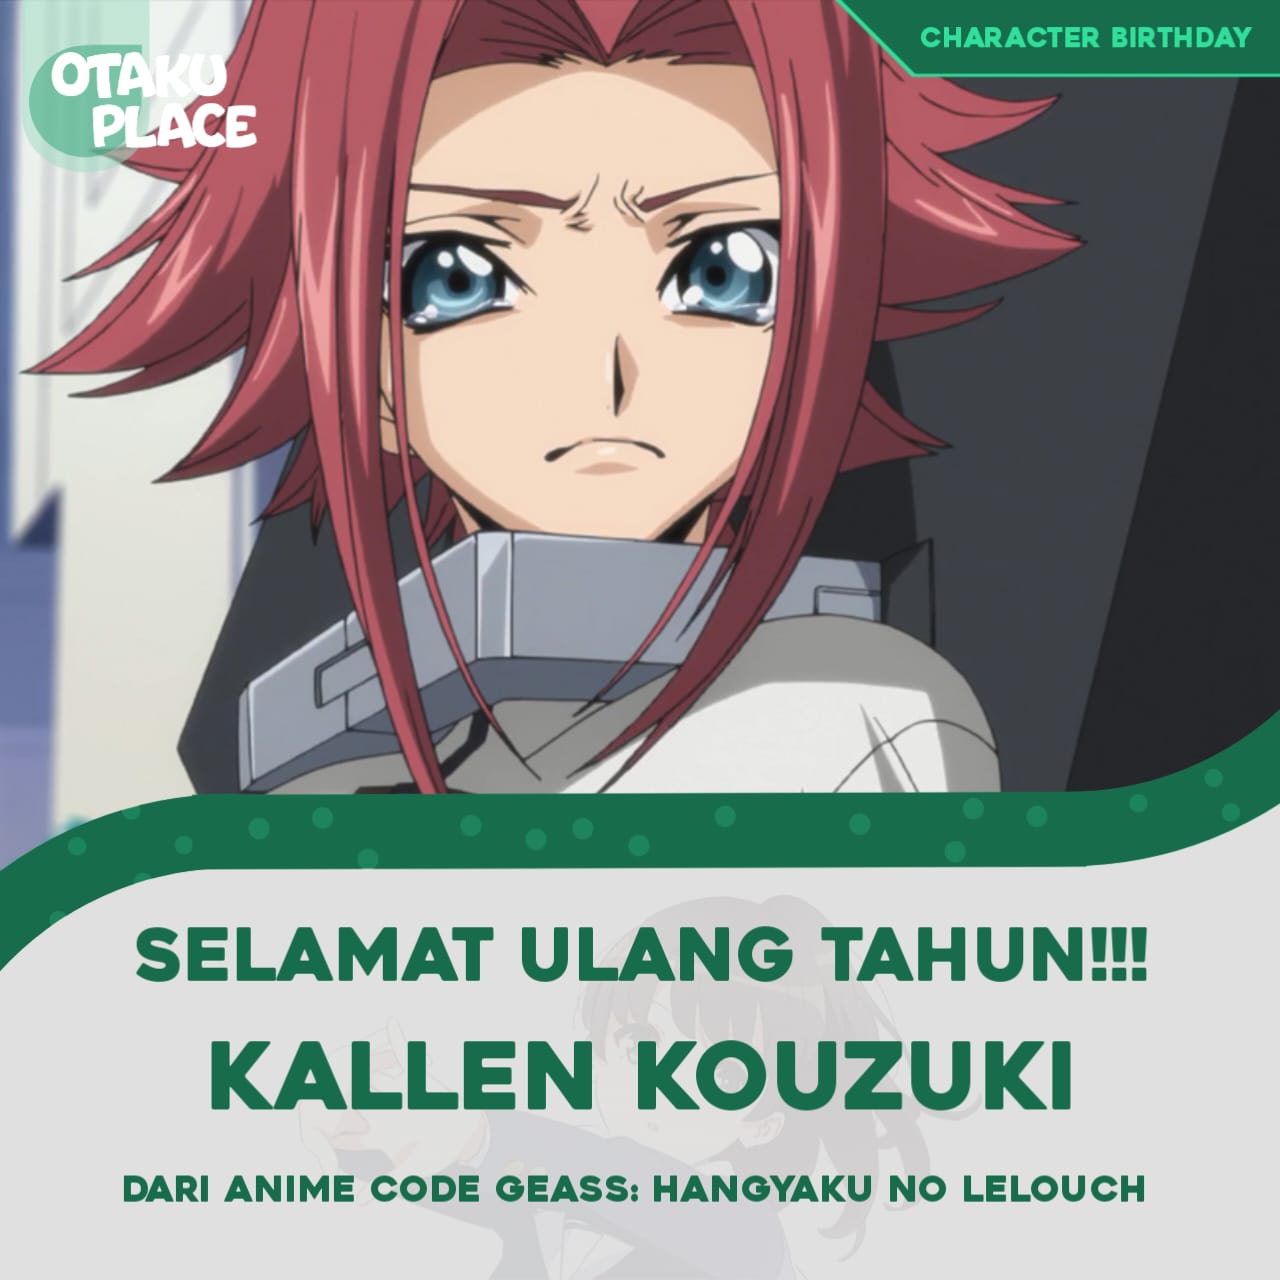 OTAKU
PLACE
CHARACTER BIRTHDAY
SELAMAT ULANG TAHUN!!!
KALLEN KOUZUKI
DARI ANIME CODE GEASS: HANGYAKU NO LELOUCH